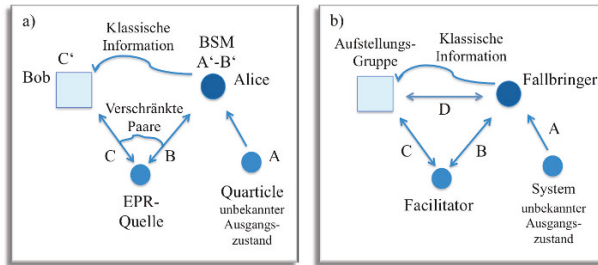 a)
Klassische
Information
BSM
A‘-B‘
C‘
Bob
Alice
Verschränkte
Paare
C
B
A
EPR-
Quelle
Quarticle
unbekannter
Ausgangs-
zustand
b)
Klassische
Information
Aufstellungs-
Gruppe
Fallbringer
D
A
C
B
Facilitator
System
unbekannter
Ausgangs-
zustand